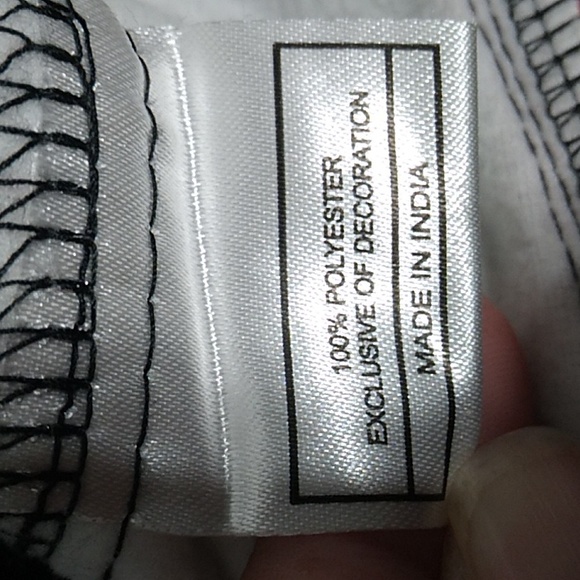 100% POLYESTER
EXCLUSIVE OF DECORATION
MADE IN INDIA